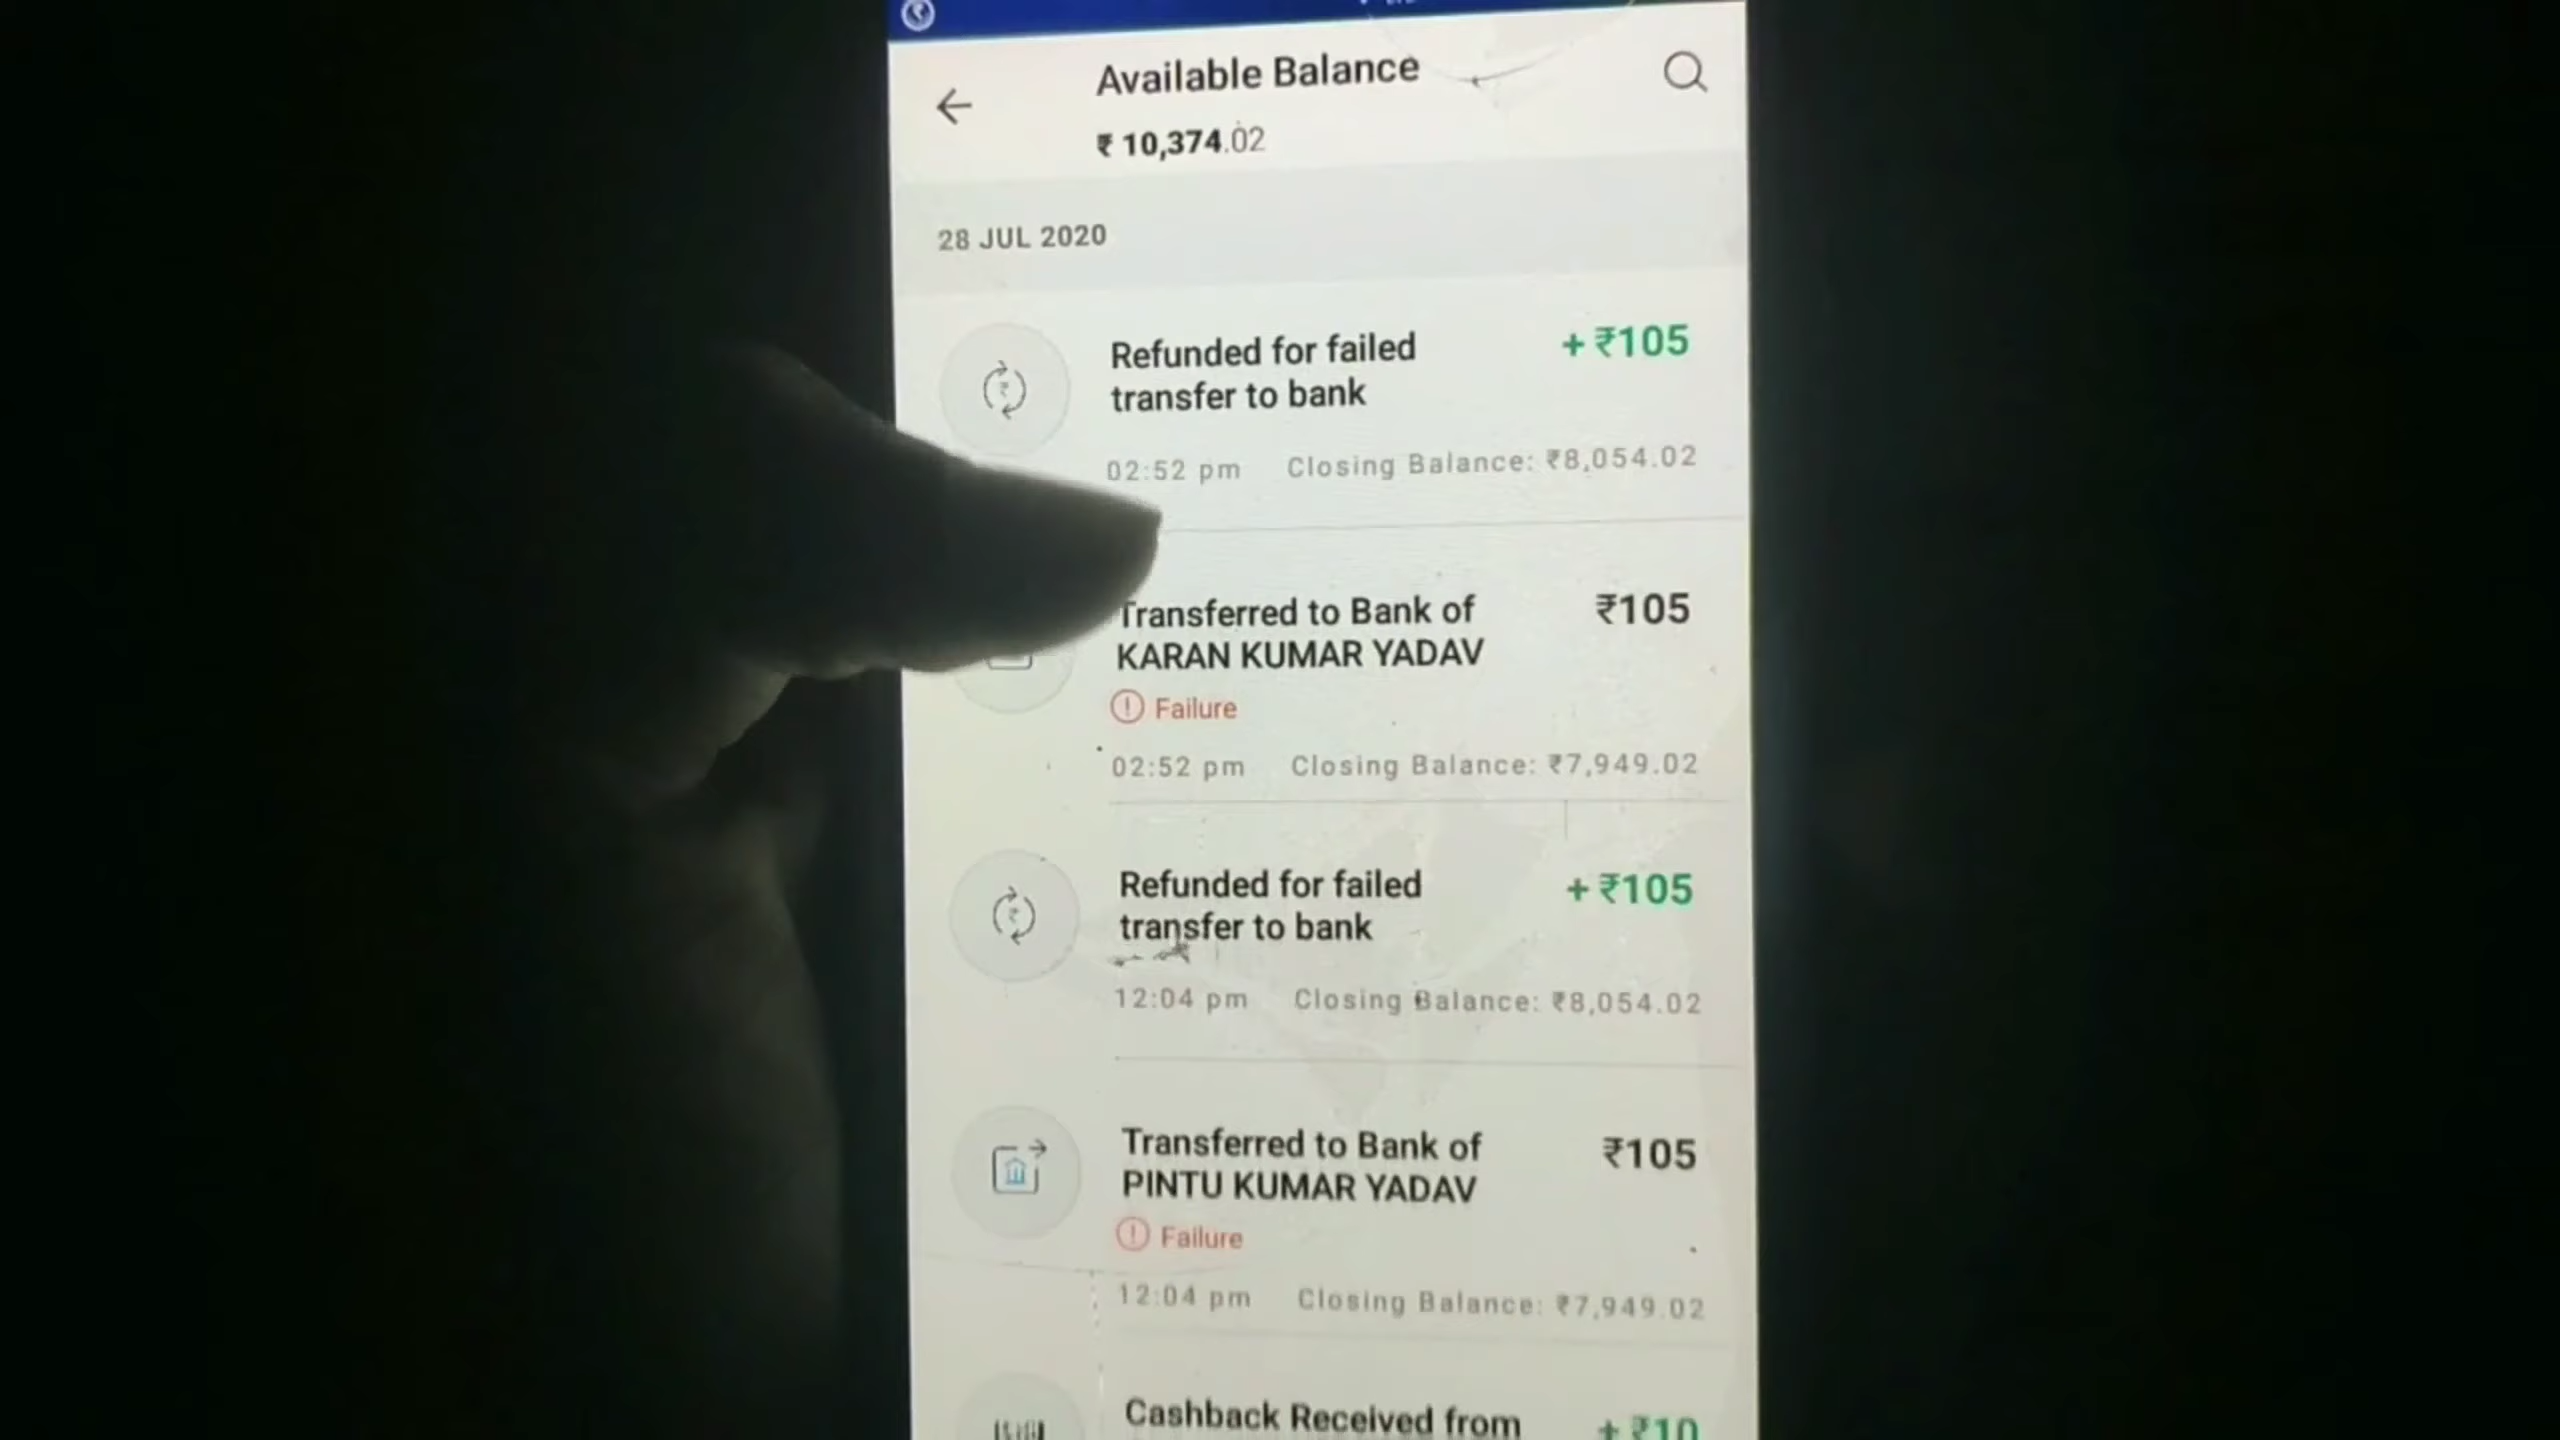 Available Balance
₹ 10,374.02
28 JUL 2020
Refunded for failed
transfer to bank
+ ₹105
02:52 pm Closing Balance: ₹8,054.02
Transferred to Bank of
KARAN KUMAR YADAV
₹105
Failure
02:52 pm Closing Balance: ₹7,949.02
Refunded for failed
transfer to bank
+ ₹105
12:04 pm Closing Balance: ₹8,054.02
Transferred to Bank of
PINTU KUMAR YADAV
₹105
Failure
12:04 pm Closing Balance: ₹7,949.02
Cashback Received from
+ ₹10